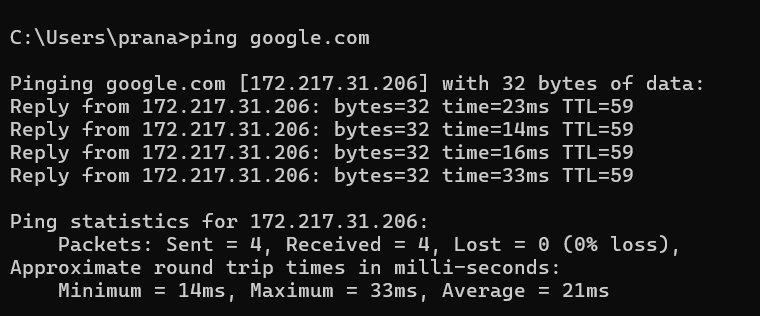 C:\Users\prana>ping google.com
Pinging google.com [172.217.31.206] with 32 bytes of data:
Reply from 172.217.31.206: bytes=32 time=23ms TTL=59
Reply from 172.217.31.206: bytes=32 time=14ms TTL=59
Reply from 172.217.31.206: bytes=32 time=16ms TTL=59
Reply from 172.217.31.206: bytes=32 time=33ms TTL=59
Ping statistics for 172.217.31.206:
    Packets: Sent = 4, Received = 4, Lost = 0 (0% loss),
Approximate round trip times in milli-seconds:
    Minimum = 14ms, Maximum = 33ms, Average = 21ms